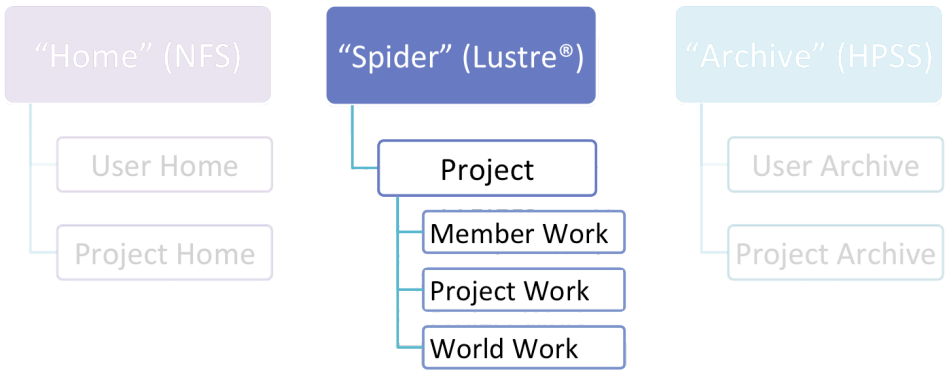 “Home” (NFS)
User Home
Project Home
“Spider” (Lustre®)
Project
Member Work
Project Work
World Work
“Archive” (HPSS)
User Archive
Project Archive